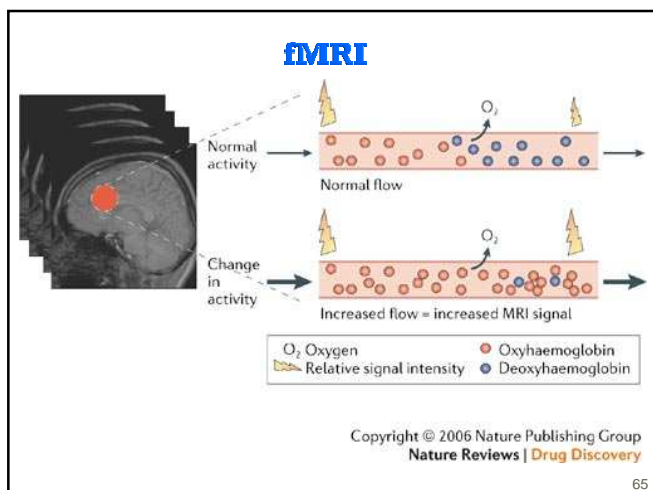 fMRI
O₂
Normal
activity
Normal flow
O₂
Change
in
activity
Increased flow = increased MRI signal
O₂ Oxygen
Oxyhaemoglobin
Relative signal intensity
Deoxyhaemoglobin
Copyright © 2006 Nature Publishing Group
Nature Reviews | Drug Discovery
65